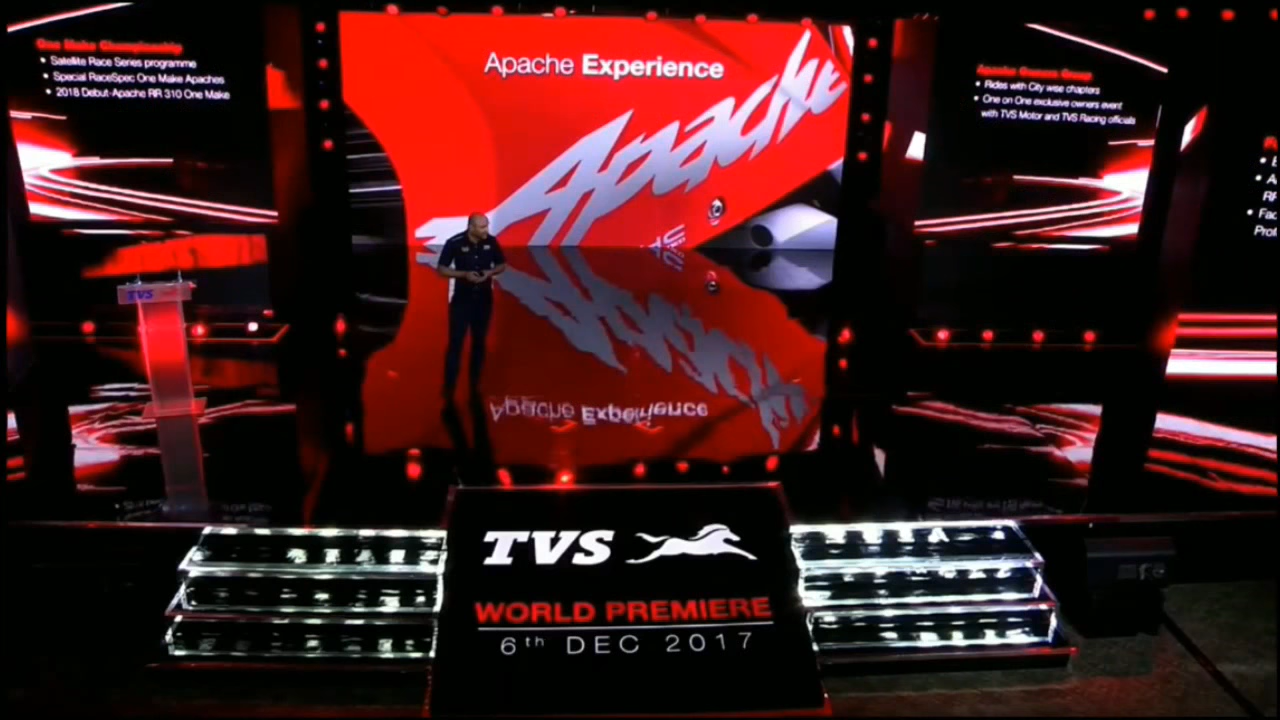 One Make Championship
• Satellite Race Series programme
• Special RaceSpec One Make Apaches
• 2018 Debut-Apache RR 310 One Make
Apache Experience
Apache
Apache Owners Group
• Rides with City wise chapters
• One on One exclusive owners event
with TVS Motor and TVS Racing officials
TVS
Apache Experience
TVS
WORLD PREMIERE
6th DEC 2017